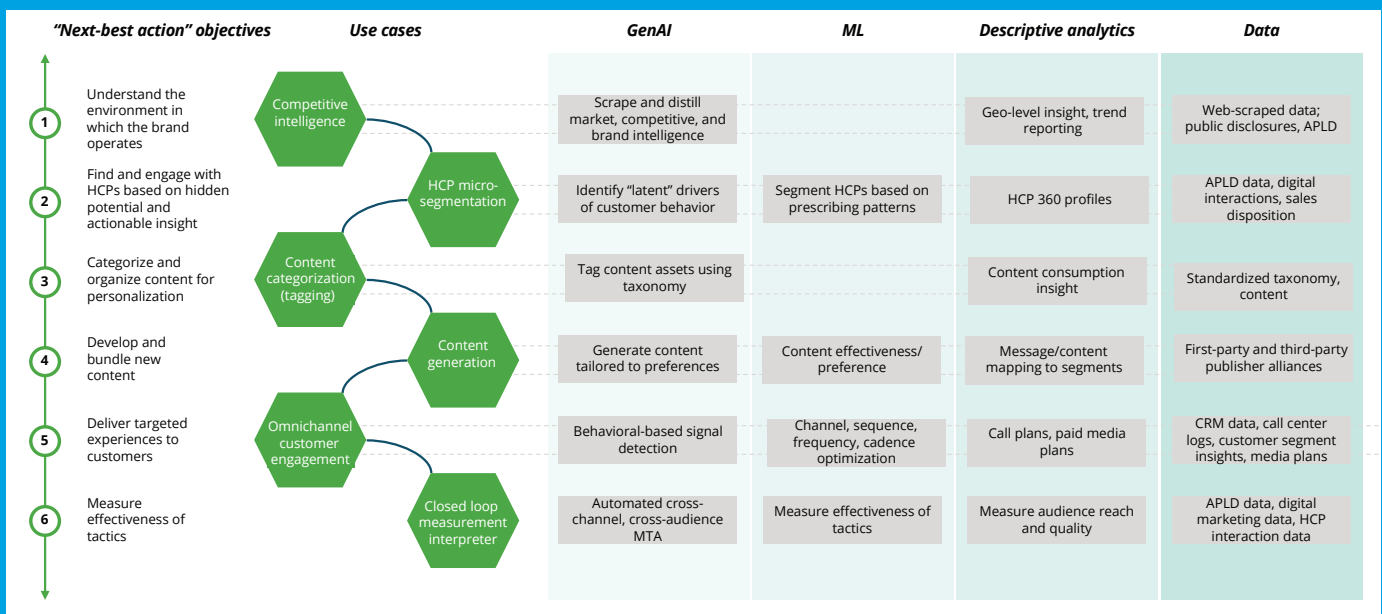 “Next-best action” objectives
Use cases
GenAI
ML
Descriptive analytics
Data
1
Understand the
environment in
which the brand
operates
Competitive
intelligence
Scrape and distill
market, competitive, and
brand intelligence
Geo-level insight, trend
reporting
Web-scraped data;
public disclosures, APLD
2
Find and engage with
HCPs based on hidden
potential and
actionable insight
HCP micro-
segmentation
Identify “latent” drivers
of customer behavior
Segment HCPs based on
prescribing patterns
HCP 360 profiles
APLD data, digital
interactions, sales
disposition
3
Categorize and
organize content for
personalization
Content
categorization
(tagging)
Tag content assets using
taxonomy
Content consumption
insight
Standardized taxonomy,
content
4
Develop and
bundle new
content
Content
generation
Generate content
tailored to preferences
Content effectiveness/
preference
Message/content
mapping to segments
First-party and third-party
publisher alliances
5
Deliver targeted
experiences to
customers
Omnichannel
customer
engagement
Behavioral-based signal
detection
Channel, sequence,
frequency, cadence
optimization
Call plans, paid media
plans
CRM data, call center
logs, customer segment
insights, media plans
6
Measure
effectiveness of
tactics
Closed loop
measurement
interpreter
Automated cross-
channel, cross-audience
MTA
Measure effectiveness of
tactics
Measure audience reach
and quality
APLD data, digital
marketing data, HCP
interaction data